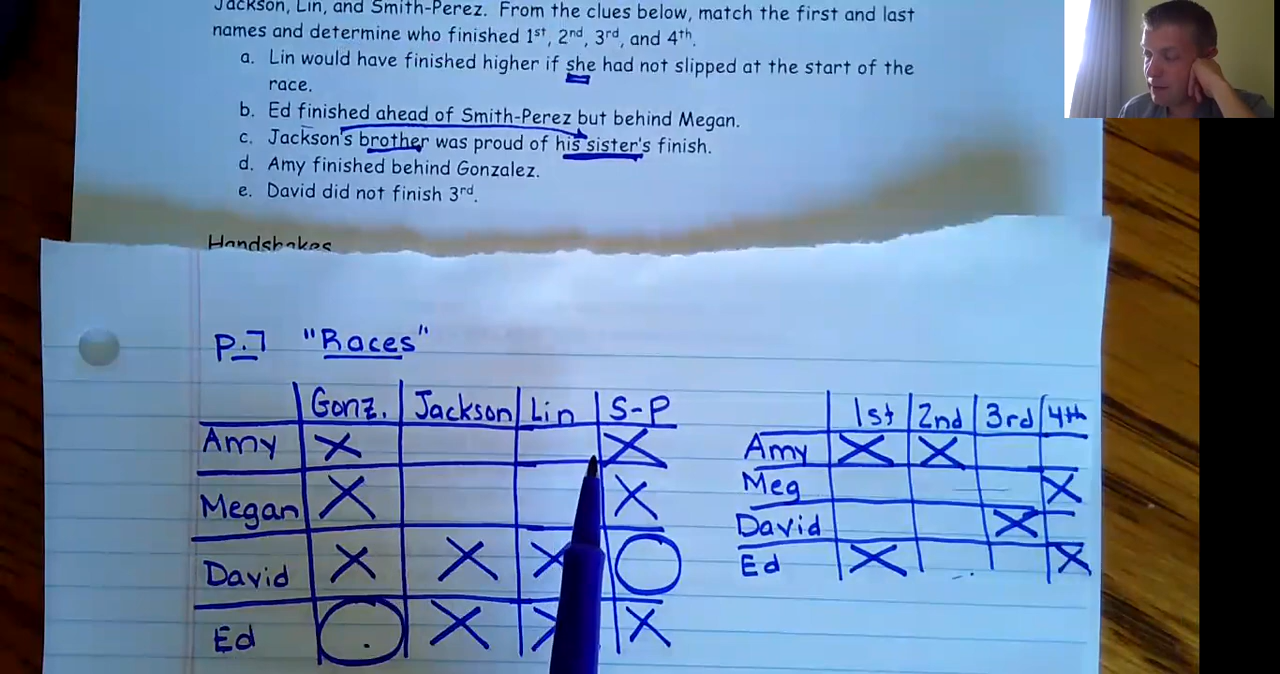 Jackson, Lin, and Smith-Perez. From the clues below, match the first and last
names and determine who finished 1st, 2nd, 3rd, and 4th.
a. Lin would have finished higher if she had not slipped at the start of the
race.
b. Ed finished ahead of Smith-Perez but behind Megan.
c. Jackson's brother was proud of his sister's finish.
d. Amy finished behind Gonzalez.
e. David did not finish 3rd.
Handshakes
P.7 "Races"
Gonz. Jackson Lin S-P
Amy X X
Megan X X
David X X X O
Ed O X X X
1st 2nd 3rd 4th
Amy X X
Meg X
David X
Ed X X